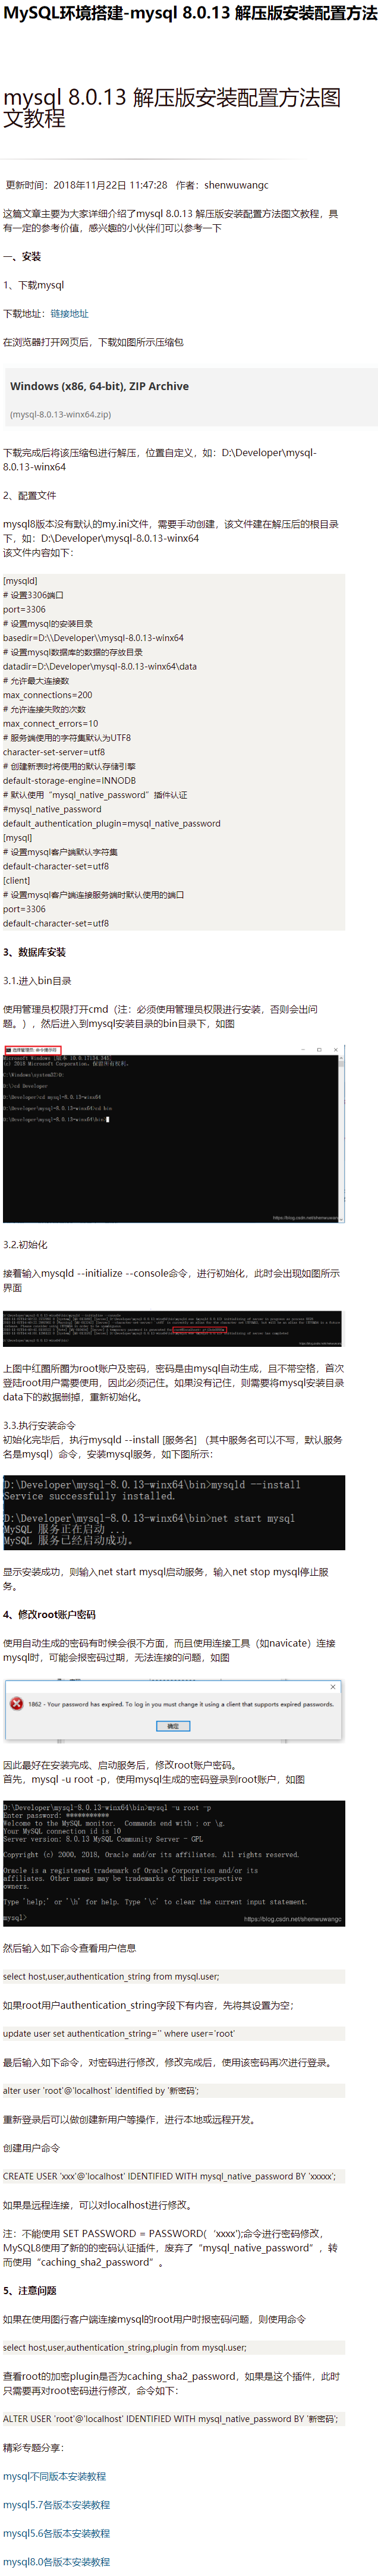 MySQL环境搭建-mysql 8.0.13 解压版安装配置方法
mysql 8.0.13 解压版安装配置方法图
文教程
更新时间：2018年11月22日 11:47:28 作者：shenwuwangc
这篇文章主要为大家详细介绍了mysql 8.0.13 解压版安装配置方法图文教程，具
有一定的参考价值，感兴趣的小伙伴们可以参考一下
一、安装
1、下载mysql
下载地址：链接地址
在浏览器打开网页后，下载如图所示压缩包
Windows (x86, 64-bit), ZIP Archive
(mysql-8.0.13-winx64.zip)
下载完成后将该压缩包进行解压，位置自定义，如：D:\Developer\mysql-
8.0.13-winx64
2、配置文件
mysql8版本没有默认的my.ini文件，需要手动创建，该文件建在解压后的根目录
下，如：D:\Developer\mysql-8.0.13-winx64
该文件内容如下：
[mysqld]
# 设置3306端口
port=3306
# 设置mysql的安装目录
basedir=D:\\Developer\\mysql-8.0.13-winx64
# 设置mysql数据库的数据的存放目录
datadir=D:\Developer\mysql-8.0.13-winx64\data
# 允许最大连接数
max_connections=200
# 允许连接失败的次数
max_connect_errors=10
# 服务端使用的字符集默认为UTF8
character-set-server=utf8
# 创建新表时将使用的默认存储引擎
default-storage-engine=INNODB
# 默认使用“mysql_native_password”插件认证
#mysql_native_password
default_authentication_plugin=mysql_native_password
[mysql]
# 设置mysql客户端默认字符集
default-character-set=utf8
[client]
# 设置mysql客户端连接服务端时默认使用的端口
port=3306
default-character-set=utf8
3、数据库安装
3.1.进入bin目录
使用管理员权限打开cmd（注：必须使用管理员权限进行安装，否则会出问
题。），然后进入到mysql安装目录的bin目录下，如图
C:\Windows\system32>D:
D:\>cd Developer
D:\Developer>cd mysql-8.0.13-winx64
D:\Developer\mysql-8.0.13-winx64>cd bin
D:\Developer\mysql-8.0.13-winx64\bin>
3.2.初始化
接着输入mysqld --initialize --console命令，进行初始化，此时会出现如图所示
界面
上图中红圈所圈为root账户及密码，密码是由mysql自动生成，且不带空格，首次
登陆root用户需要使用，因此必须记住。如果没有记住，则需要将mysql安装目录
data下的数据删掉，重新初始化。
3.3.执行安装命令
初始化完毕后，执行mysqld --install [服务名] （其中服务名可以不写，默认服务
名是mysql）命令，安装mysql服务，如下图所示：
D:\Developer\mysql-8.0.13-winx64\bin>mysqld --install
Service successfully installed.
D:\Developer\mysql-8.0.13-winx64\bin>net start mysql
MySQL 服务正在启动 ...
MySQL 服务已经启动成功。
显示安装成功，则输入net start mysql启动服务，输入net stop mysql停止服
务。
4、修改root账户密码
使用自动生成的密码有时候会很不方面，而且使用连接工具（如navicate）连接
mysql时，可能会报密码过期，无法连接的问题，如图
1862 - Your password has expired. To log in you must change it using a client that supports expired passwords.
确定
因此最好在安装完成、启动服务后，修改root账户密码。
首先，mysql -u root -p，使用mysql生成的密码登录到root账户，如图
D:\Developer\mysql-8.0.13-winx64\bin>mysql -u root -p
Enter password: ************
Welcome to the MySQL monitor.  Commands end with ; or \g.
Your MySQL connection id is 10
Server version: 8.0.13 MySQL Community Server - GPL
Copyright (c) 2000, 2018, Oracle and/or its affiliates. All rights reserved.
Oracle is a registered trademark of Oracle Corporation and/or its
affiliates. Other names may be trademarks of their respective
owners.
Type 'help;' or '\h' for help. Type '\c' to clear the current input statement.
mysql>
https://blog.csdn.net/shenwuwangc
然后输入如下命令查看用户信息
select host,user,authentication_string from mysql.user;
如果root用户authentication_string字段下有内容，先将其设置为空；
update user set authentication_string='' where user='root'
最后输入如下命令，对密码进行修改，修改完成后，使用该密码再次进行登录。
alter user 'root'@'localhost' identified by '新密码';
重新登录后可以做创建新用户等操作，进行本地或远程开发。
创建用户命令
CREATE USER 'xxx'@'localhost' IDENTIFIED WITH mysql_native_password BY 'xxxxx';
如果是远程连接，可以对localhost进行修改。
注：不能使用 SET PASSWORD = PASSWORD(‘xxxx');命令进行密码修改，
MySQL8使用了新的的密码认证插件，废弃了“mysql_native_password”，转
而使用“caching_sha2_password”。
5、注意问题
如果在使用图行客户端连接mysql的root用户时报密码问题，则使用命令
select host,user,authentication_string,plugin from mysql.user;
查看root的加密plugin是否为caching_sha2_password，如果是这个插件，此时
只需要再对root密码进行修改，命令如下：
ALTER USER 'root'@'localhost' IDENTIFIED WITH mysql_native_password BY '新密码';
精彩专题分享：
mysql不同版本安装教程
mysql5.7各版本安装教程
mysql5.6各版本安装教程
mysql8.0各版本安装教程